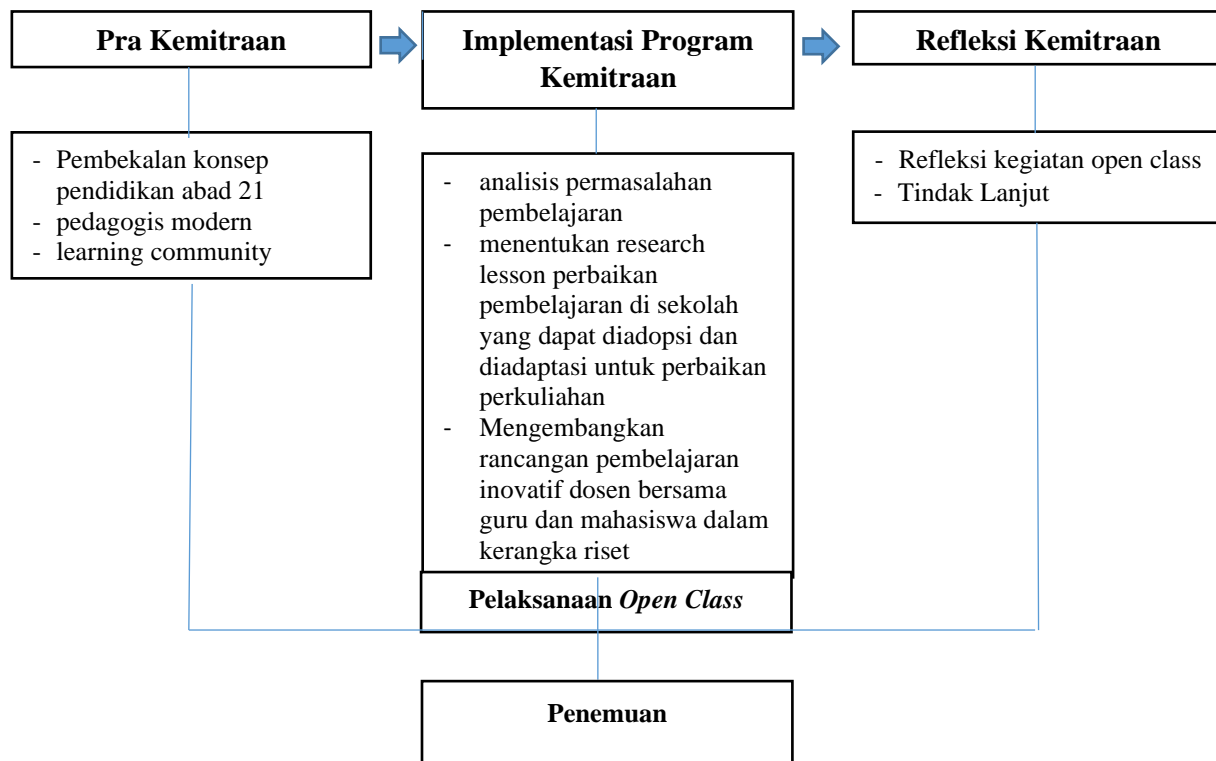 Pra Kemitraan
Implementasi Program
Kemitraan
Refleksi Kemitraan
- Pembekalan konsep
pendidikan abad 21
- pedagogis modern
- learning community
- analisis permasalahan
pembelajaran
- menentukan research
lesson perbaikan
pembelajaran di sekolah
yang dapat diadopsi dan
diadaptasi untuk perbaikan
perkuliahan
- Mengembangkan
rancangan pembelajaran
inovatif dosen bersama
guru dan mahasiswa dalam
kerangka riset
- Refleksi kegiatan open class
- Tindak Lanjut
Pelaksanaan Open Class
Penemuan